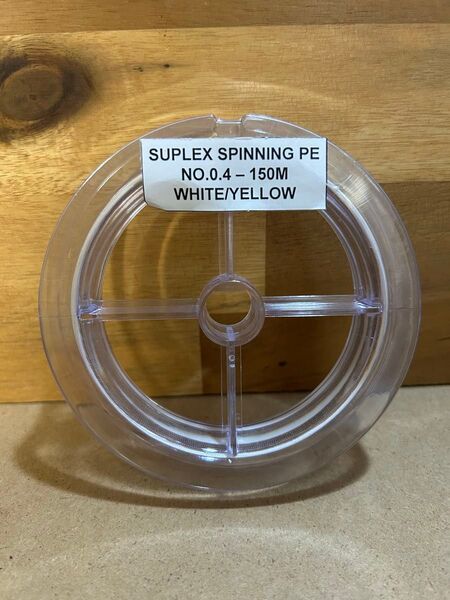 SUPLEX SPINNING PE
NO.0.4 – 150M
WHITE/YELLOW